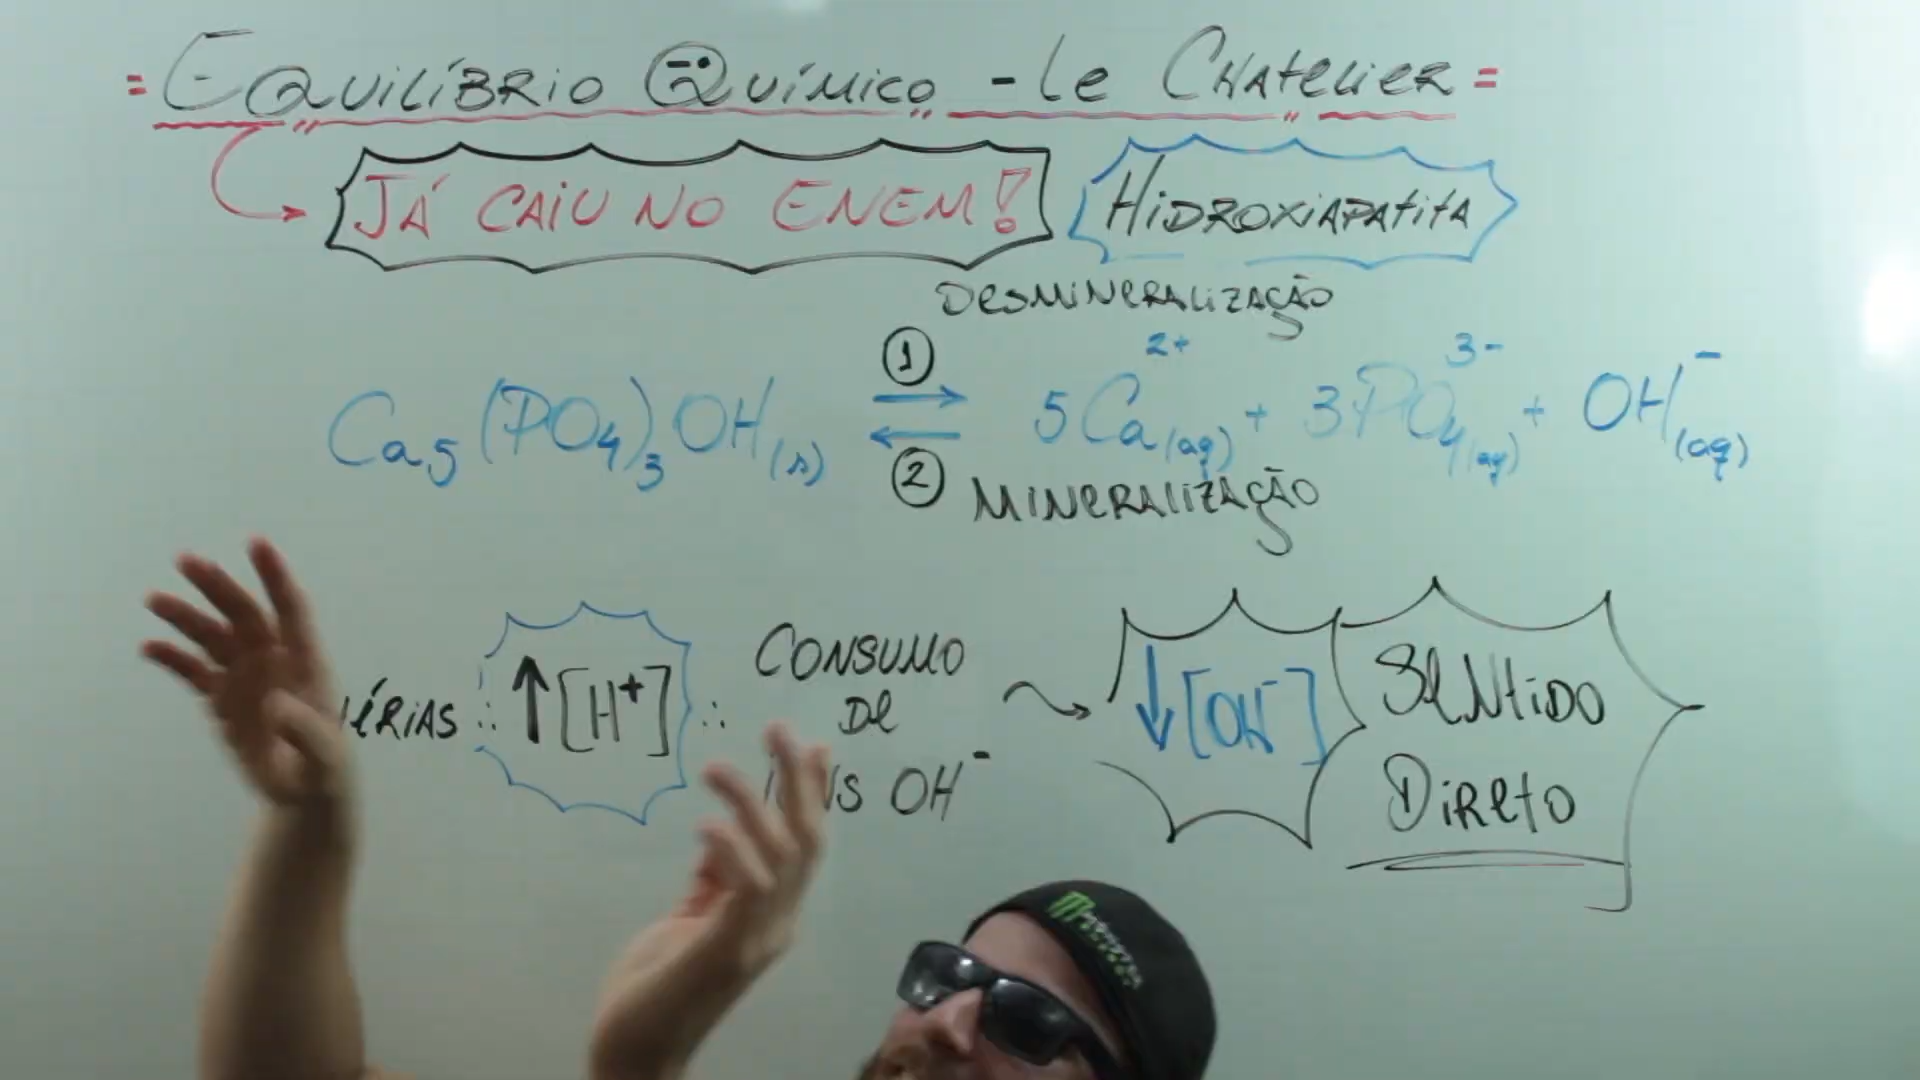 = Equilíbrio Químico - Le Chatelier =
Já caiu no ENEM!
Hidroxiapatita
Desmineralização
1
Ca5(PO4)3OH(s) ⇌ 5Ca2+(aq) + 3PO43-(aq) + OH-(aq)
2
Mineralização
∴ ↑[H+] ∴ Consumo de OH-
↓[OH-]
Sentido
Direto
MONSTER